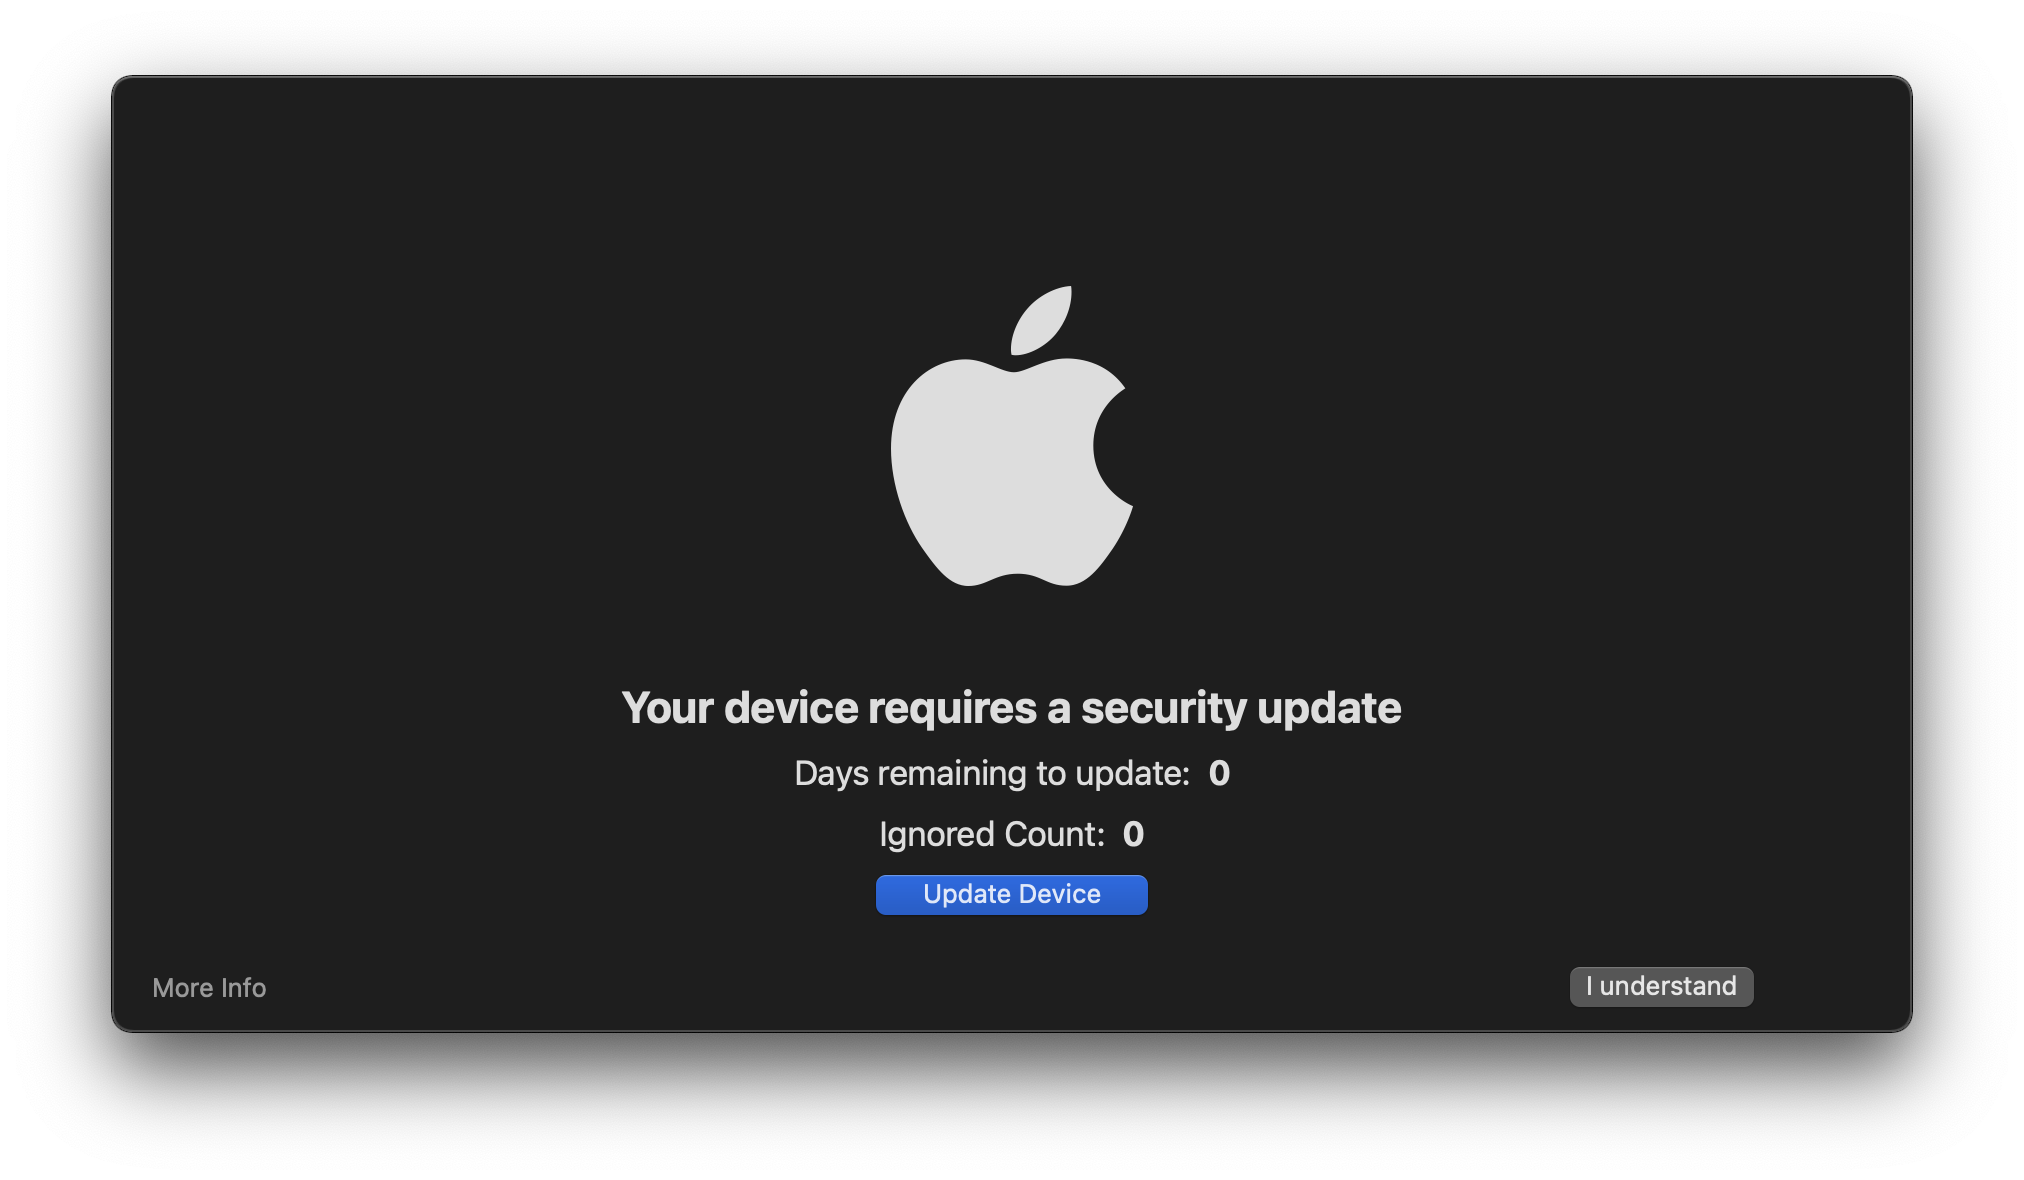 Your device requires a security update
Days remaining to update: 0
Ignored Count: 0
Update Device
More Info
I understand